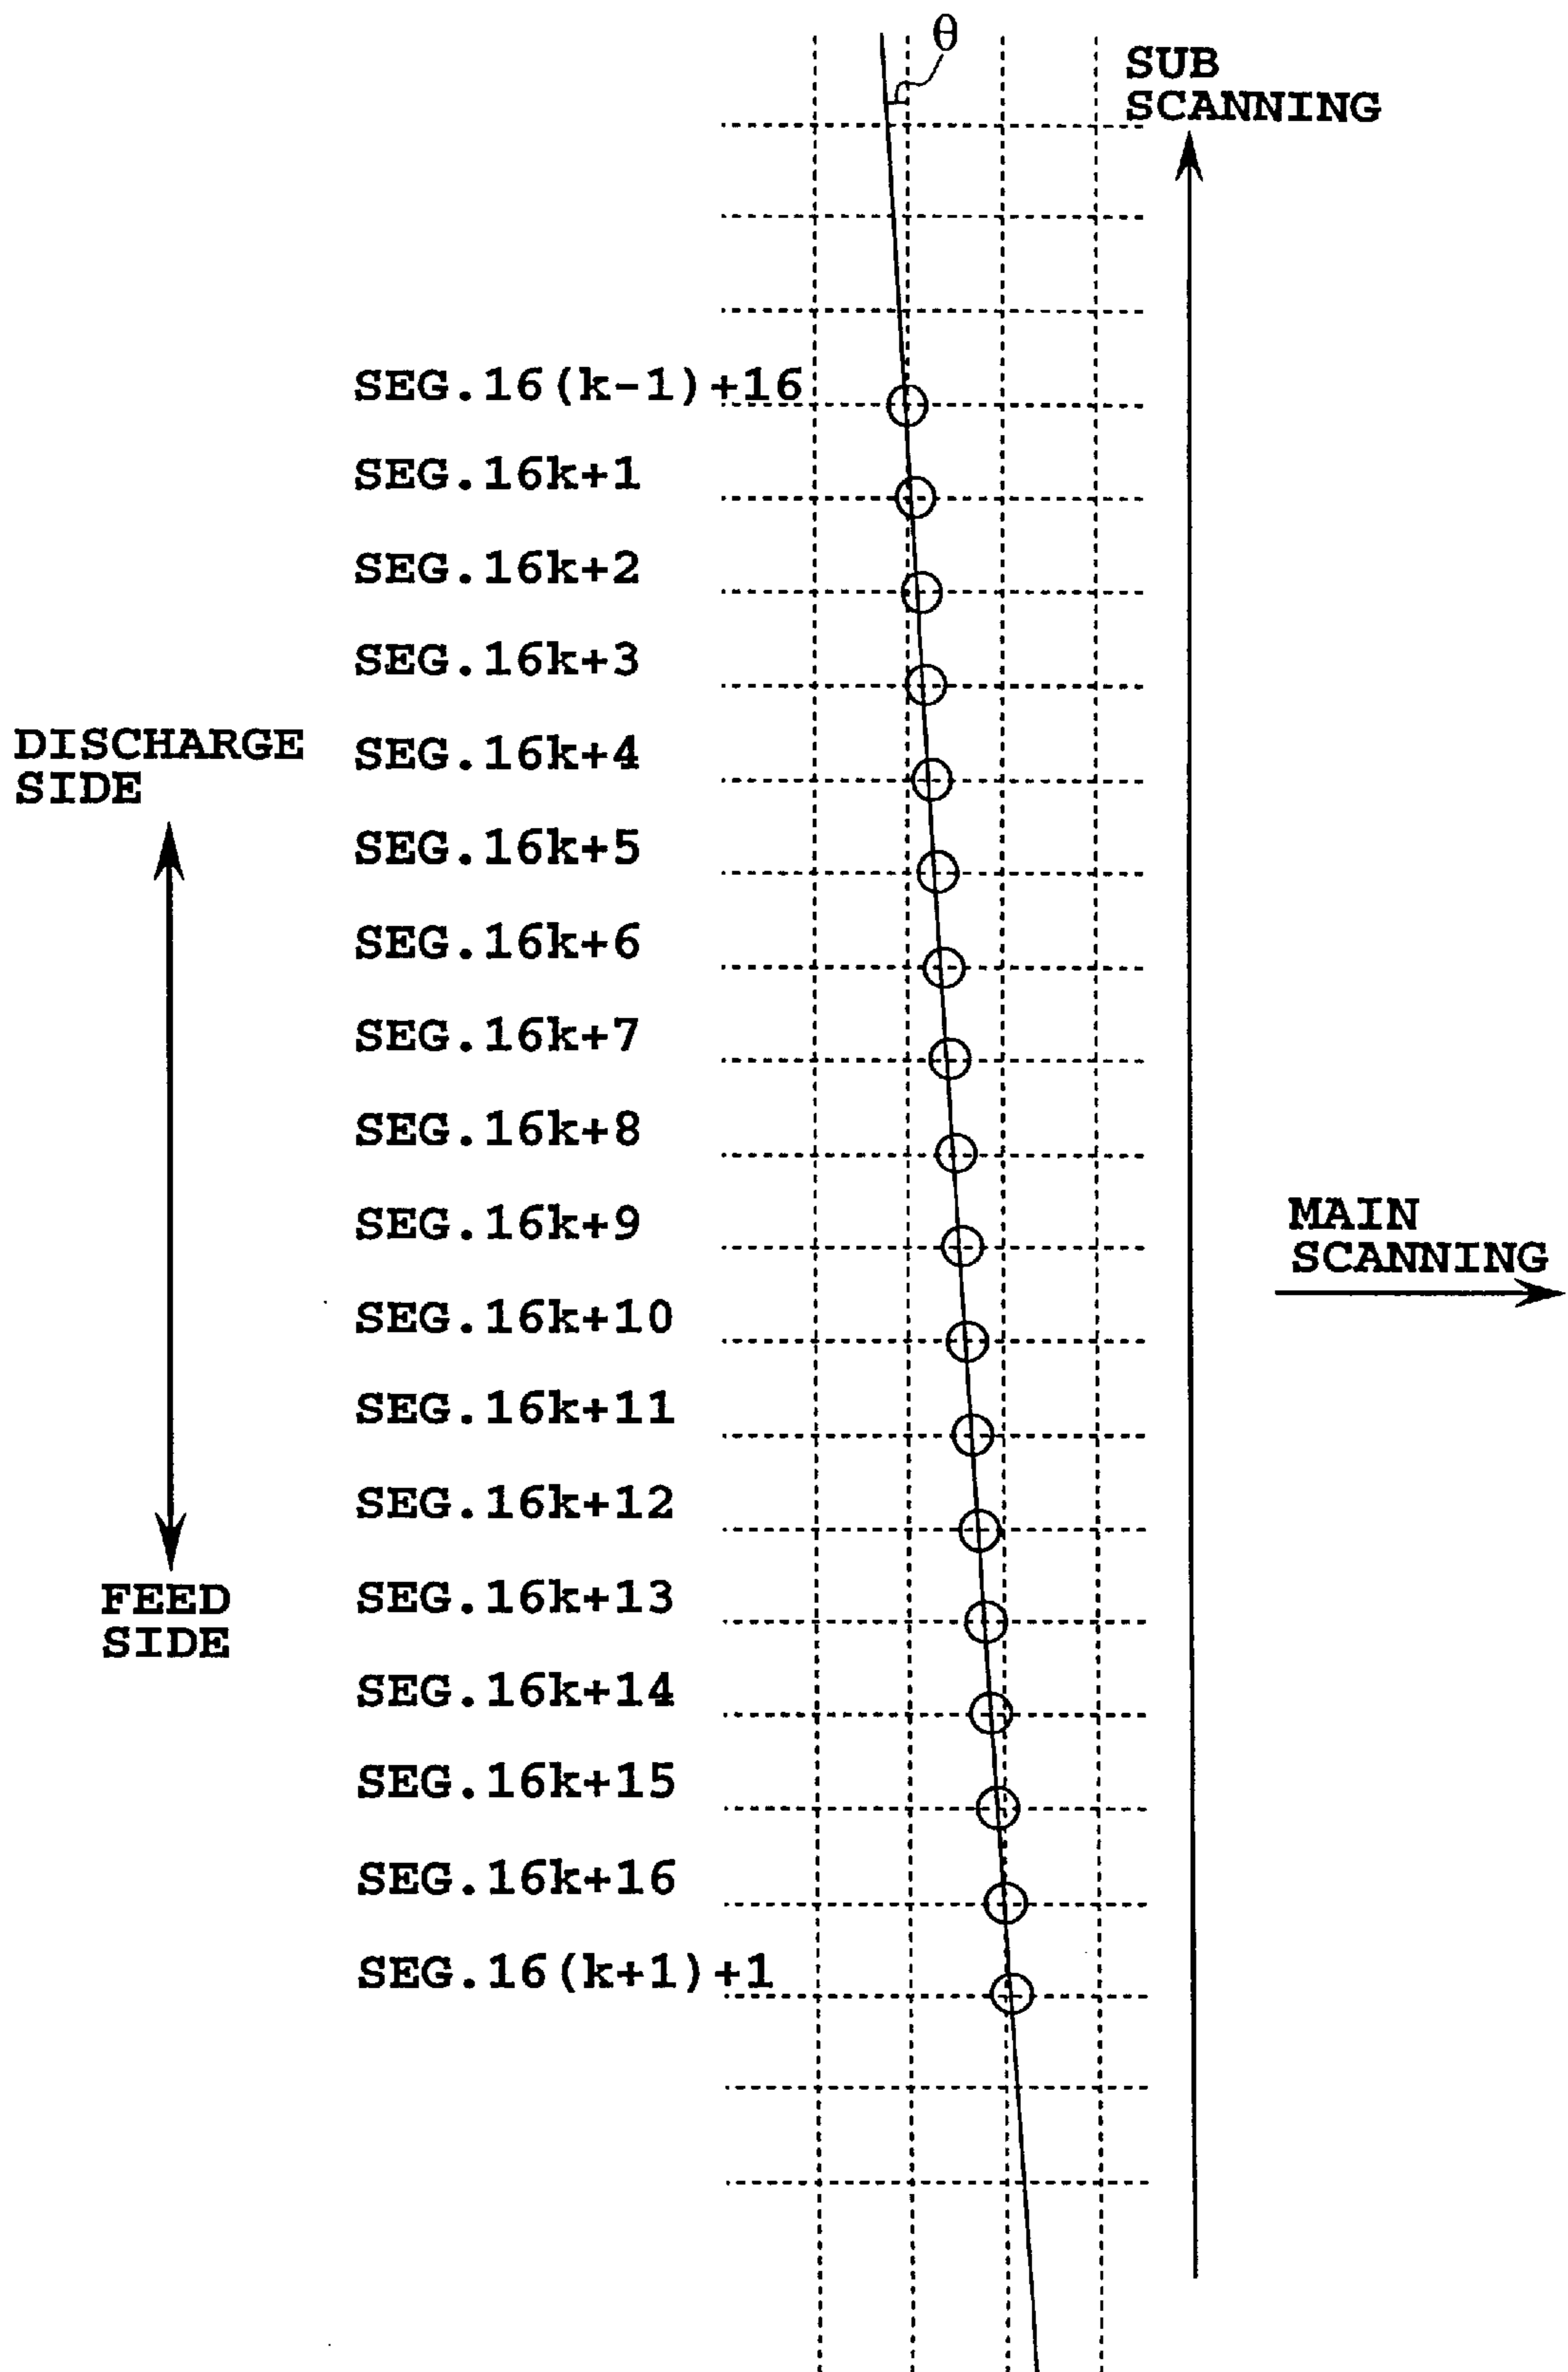 θ
SUB
SCANNING
SEG.16(k-1)+16
SEG.16k+1
SEG.16k+2
SEG.16k+3
SEG.16k+4
SEG.16k+5
SEG.16k+6
SEG.16k+7
SEG.16k+8
SEG.16k+9
SEG.16k+10
SEG.16k+11
SEG.16k+12
SEG.16k+13
SEG.16k+14
SEG.16k+15
SEG.16k+16
SEG.16(k+1)+1
DISCHARGE
SIDE
FEED
SIDE
MAIN
SCANNING